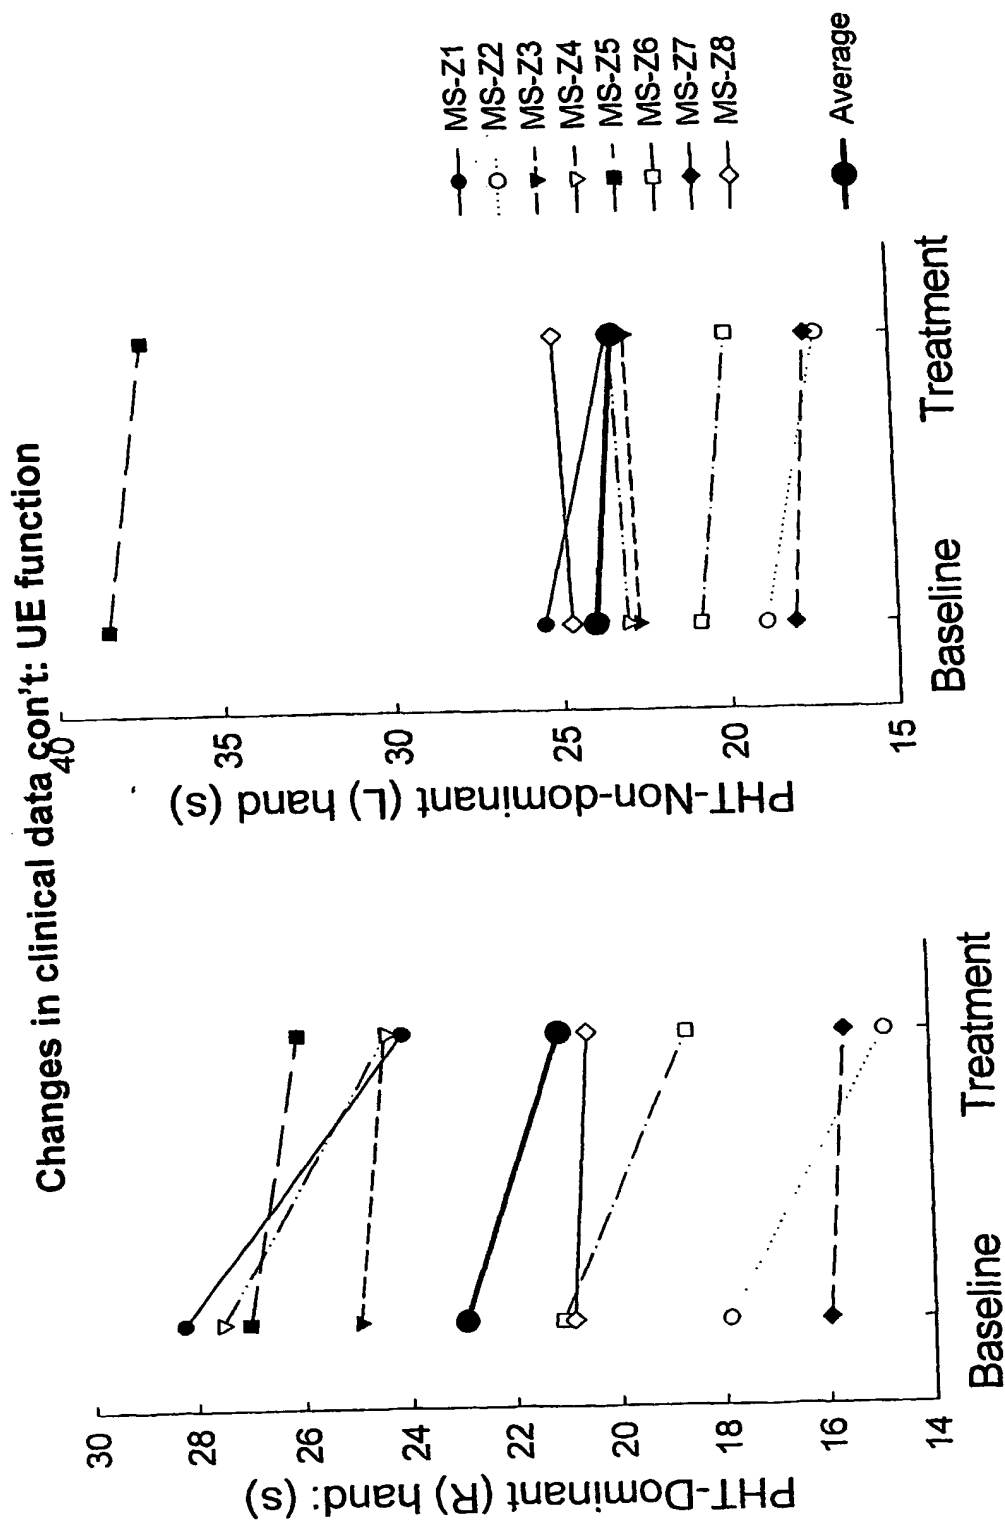 Changes in clinical data con't: UE function
PHT-Dominant (R) hand: (s)
30
28
26
24
22
20
18
16
14
Baseline
Treatment
PHT-Non-dominant (L) hand (s)
40
35
30
25
20
15
Baseline
Treatment
MS-Z1
MS-Z2
MS-Z3
MS-Z4
MS-Z5
MS-Z6
MS-Z7
MS-Z8
Average